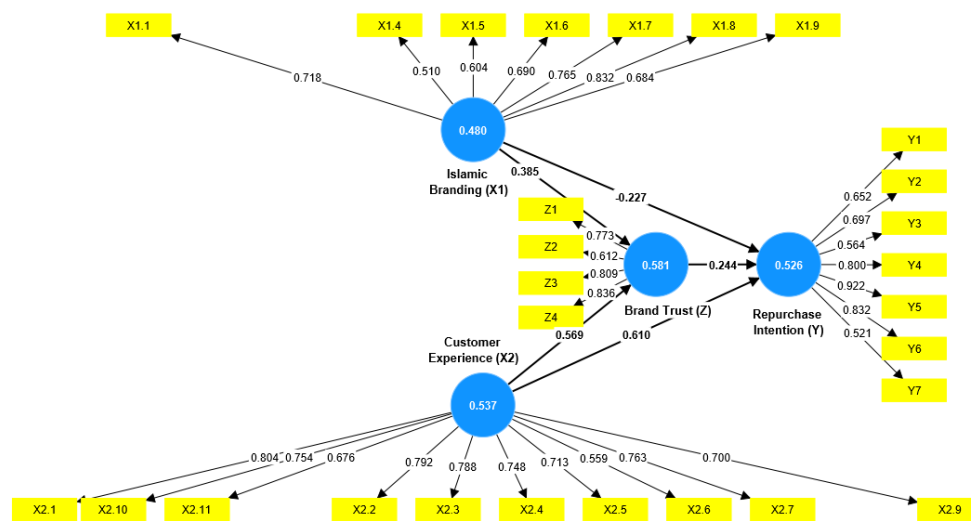 X1.1 X1.4 X1.5 X1.6 X1.7 X1.8 X1.9
0.718 0.510 0.604 0.690 0.765 0.832 0.684
0.480
Islamic
Branding (X1)
0.385
-0.227
Y1
Y2
Y3
Y4
Y5
Y6
Y7
0.652
0.697
0.564
0.800
0.922
0.832
0.521
Z1
Z2
Z3
Z4
0.773
0.612
0.809
0.836
0.581
Brand Trust (Z)
0.244
0.526
Repurchase
Intention (Y)
0.569
0.610
Customer
Experience (X2)
0.537
0.804 0.754 0.676 0.792 0.788 0.748 0.713 0.559 0.763 0.700
X2.1 X2.10 X2.11 X2.2 X2.3 X2.4 X2.5 X2.6 X2.7 X2.9